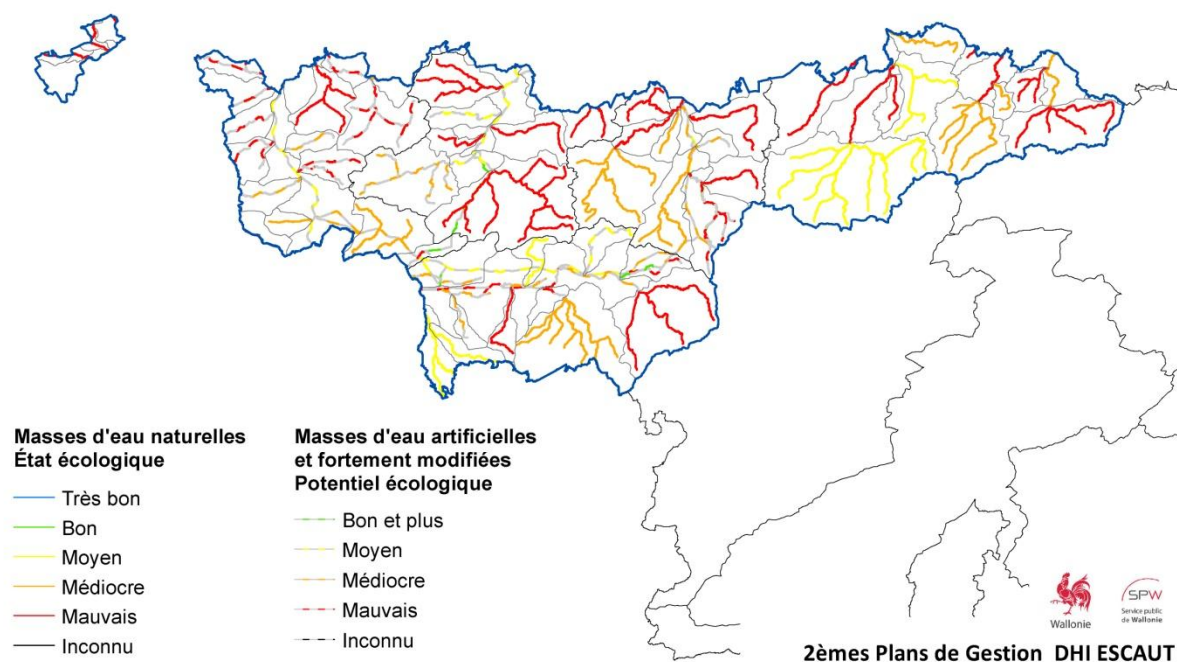 Masses d'eau naturelles
État écologique
Très bon
Bon
Moyen
Médiocre
Mauvais
Inconnu
Masses d'eau artificielles
et fortement modifiées
Potentiel écologique
Bon et plus
Moyen
Médiocre
Mauvais
Inconnu
Wallonie
SPW
Service public
de Wallonie
2èmes Plans de Gestion DHI ESCAUT